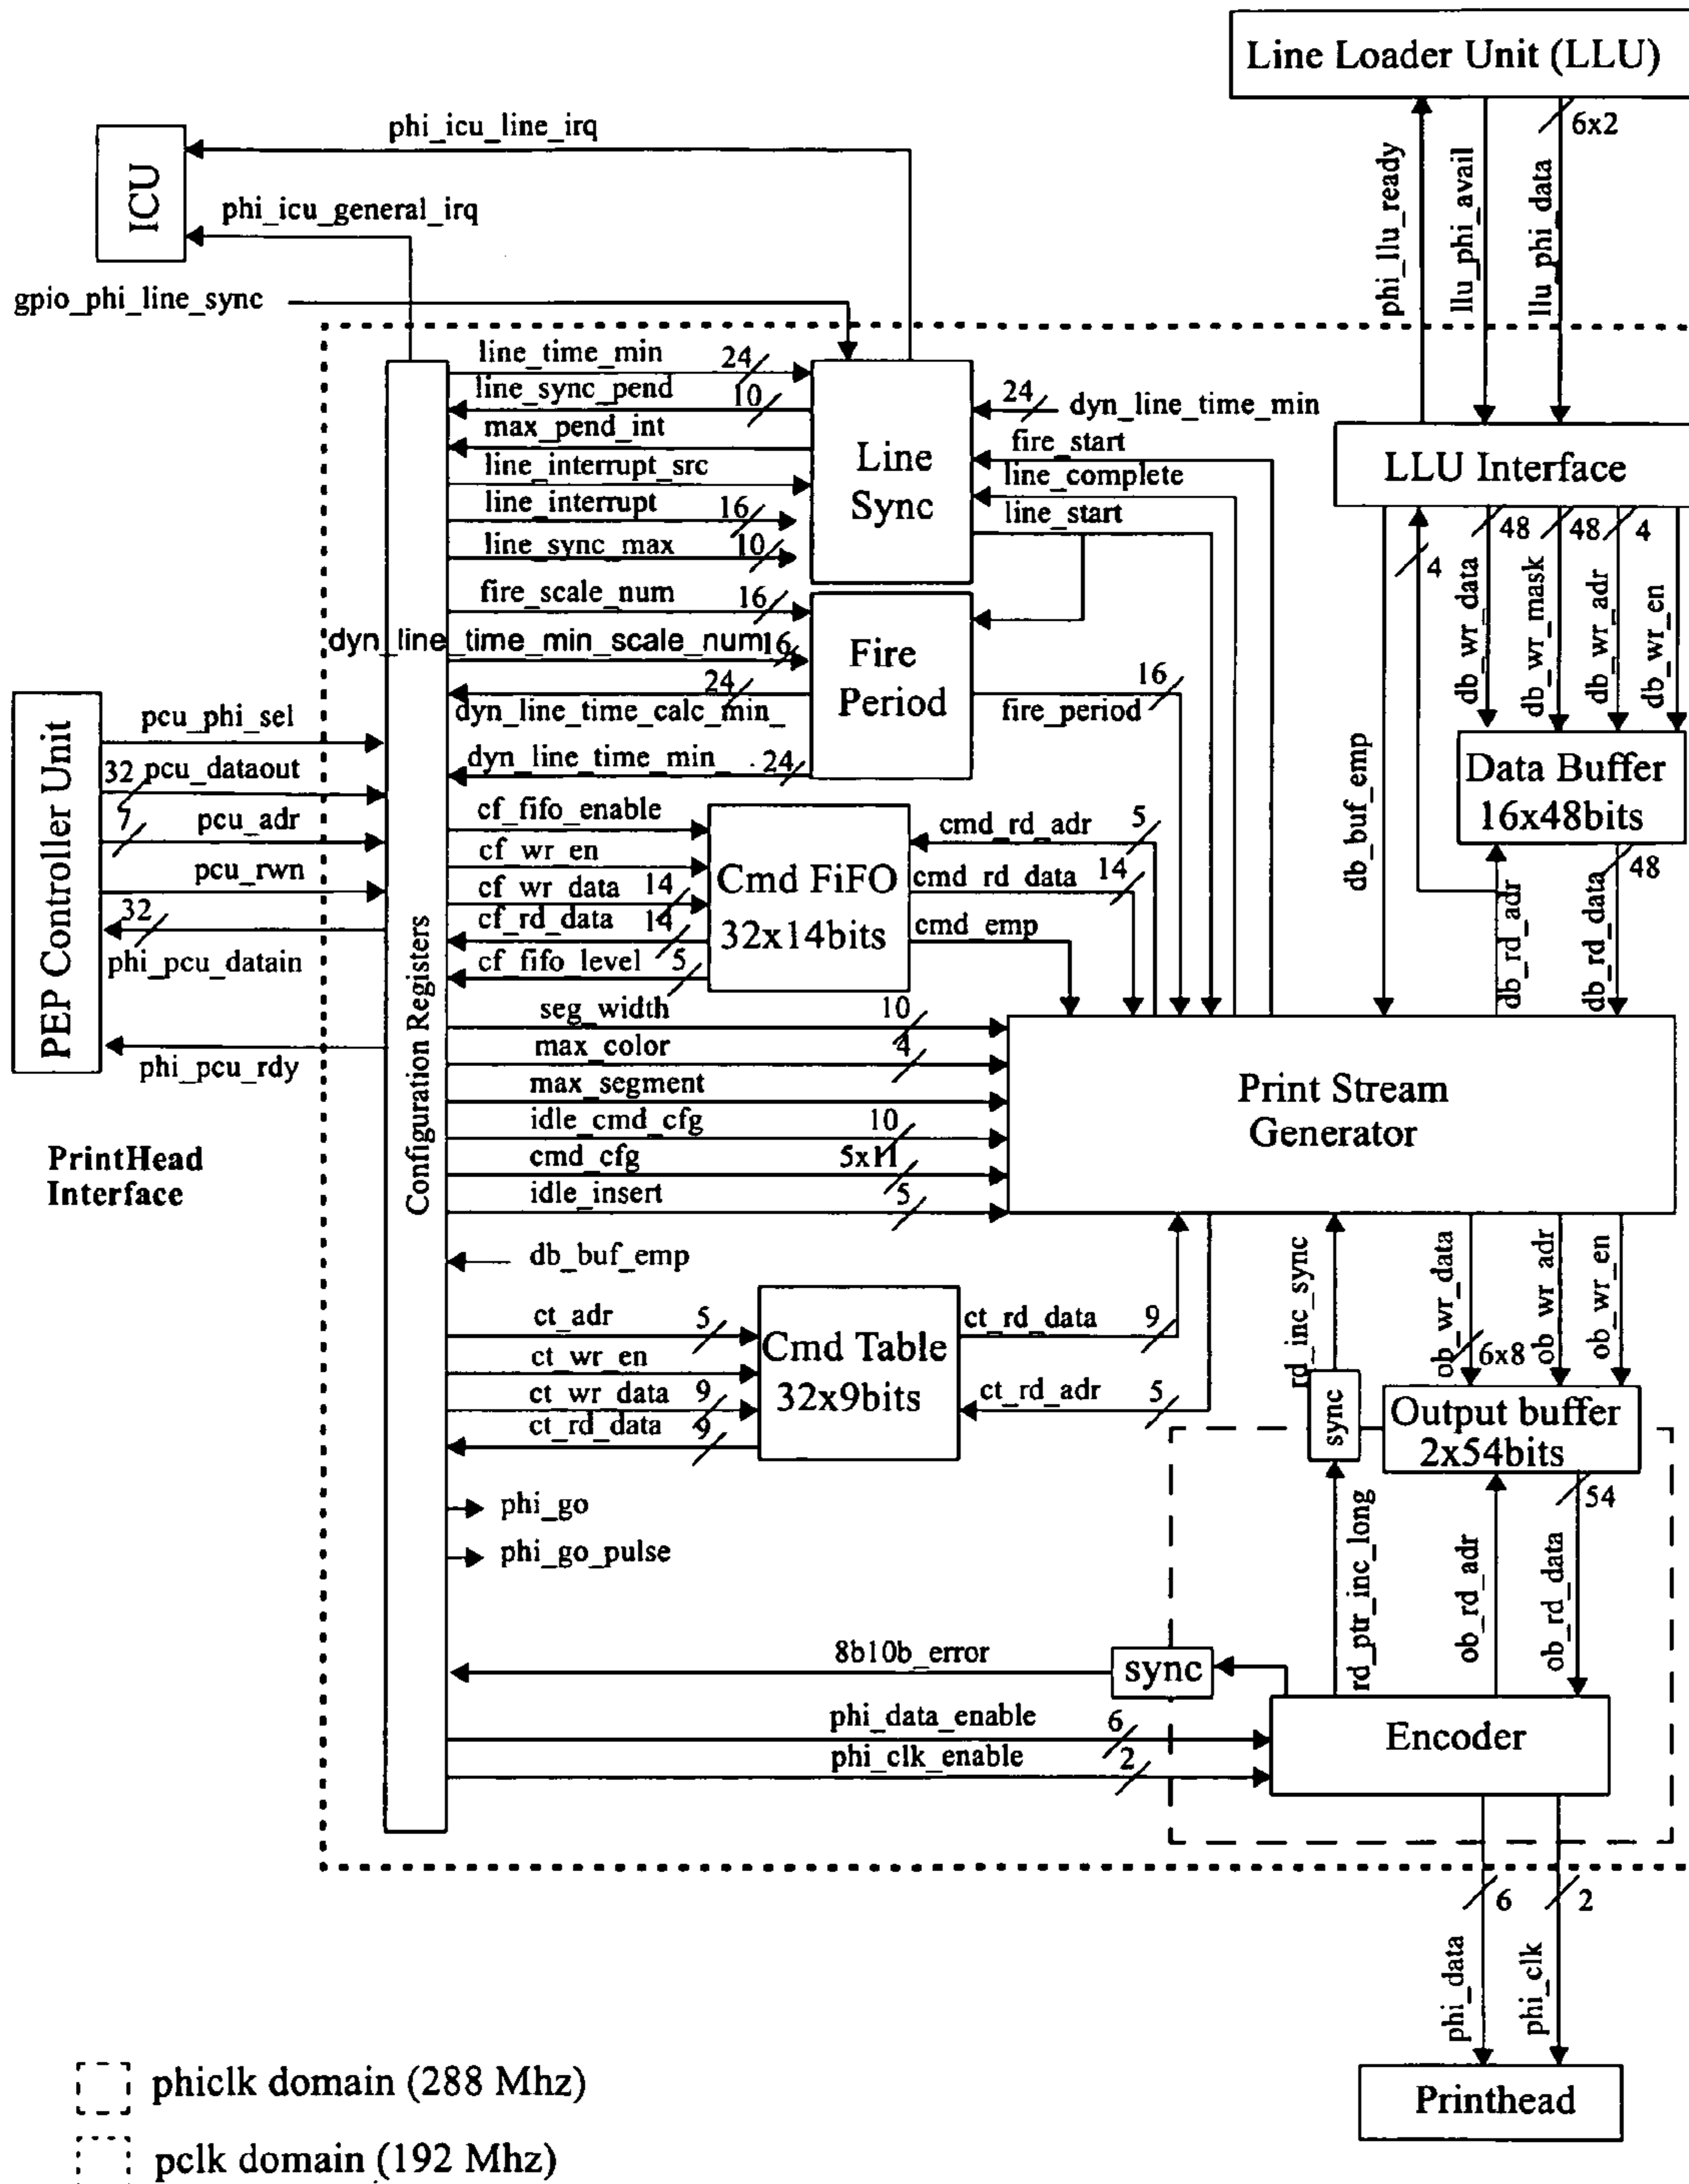 Line Loader Unit (LLU)
6x2
phi_llu_ready
llu_phi_avail
llu_phi_data
ICU
phi_icu_line_irq
phi_icu_general_irq
gpio_phi_line_sync
line_time_min
24
line_sync_pend
10
max_pend_int
line_interrupt_src
line_interrupt
16
line_sync_max
10
Line
Sync
24
dyn_line_time_min
fire_start
line_complete
line_start
LLU Interface
48
48
4
4
db_wr_data
db_wr_mask
db_wr_adr
db_wr_en
fire_scale_num
16
dyn_line_time_min_scale_num
16
24
dyn_line_time_calc_min_
dyn_line_time_min_
24
Fire
Period
16
fire_period
db_buf_emp
Data Buffer
16x48bits
48
db_rd_adr
db_rd_data
PEP Controller Unit
pcu_phi_sel
32
pcu_dataout
7
pcu_adr
pcu_rwn
32
phi_pcu_datain
phi_pcu_rdy
PrintHead
Interface
Configuration Registers
cf_fifo_enable
cf_wr_en
cf_wr_data
14
cf_rd_data
14
cf_fifo_level
5
Cmd FiFO
32x14bits
cmd_rd_adr
5
cmd_rd_data
14
cmd_emp
seg_width
10
max_color
4
max_segment
idle_cmd_cfg
10
cmd_cfg
5x11
idle_insert
5
Print Stream
Generator
db_buf_emp
ct_adr
5
ct_wr_en
ct_wr_data
9
ct_rd_data
9
Cmd Table
32x9bits
ct_rd_data
9
ct_rd_adr
5
rd_inc_sync
ob_wr_data
6x8
ob_wr_adr
ob_wr_en
sync
Output buffer
2x54bits
54
phi_go
phi_go_pulse
rd_ptr_inc_long
ob_rd_adr
ob_rd_data
8b10b_error
sync
phi_data_enable
6
phi_clk_enable
2
Encoder
6
2
phi_data
phi_clk
Printhead
phiclk domain (288 Mhz)
pclk domain (192 Mhz)